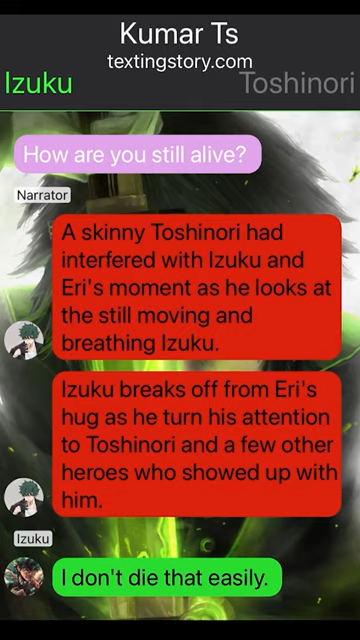 Kumar Ts
textingstory.com
Izuku
Toshinori
How are you still alive?
Narrator
A skinny Toshinori had
interfered with Izuku and
Eri's moment as he looks at
the still moving and
breathing Izuku.
Izuku breaks off from Eri's
hug as he turn his attention
to Toshinori and a few other
heroes who showed up with
him.
Izuku
I don't die that easily.